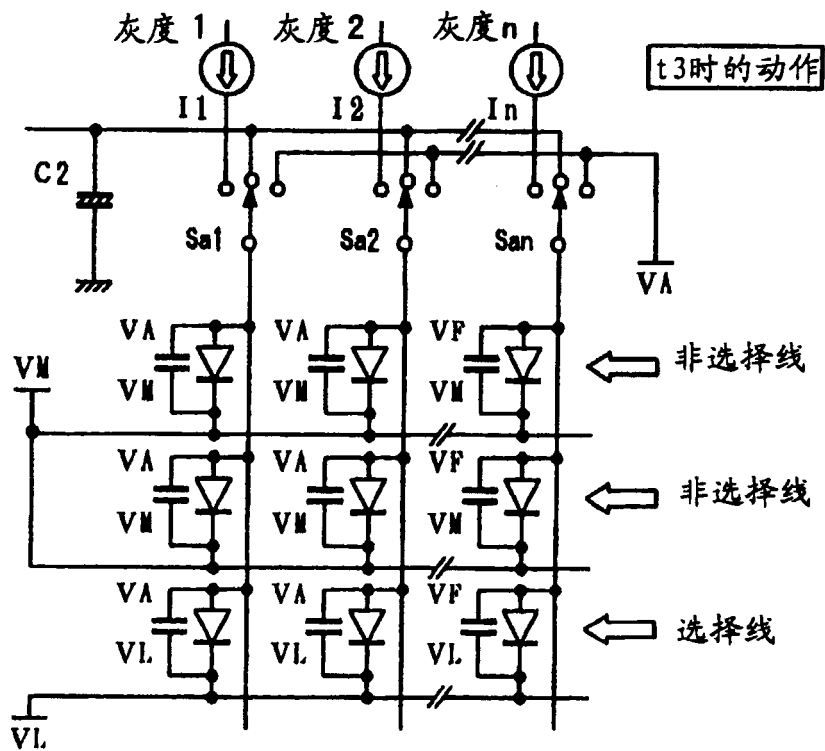 灰度 1 灰度 2 灰度n
t3时的动作
I1 I2 In
C2
Sa1 Sa2 San
VA
VA VA VF
VM
VM VM VM
非选择线
VA VA VF
VM VM VM
非选择线
VA VA VF
VL VL VL
选择线
VL